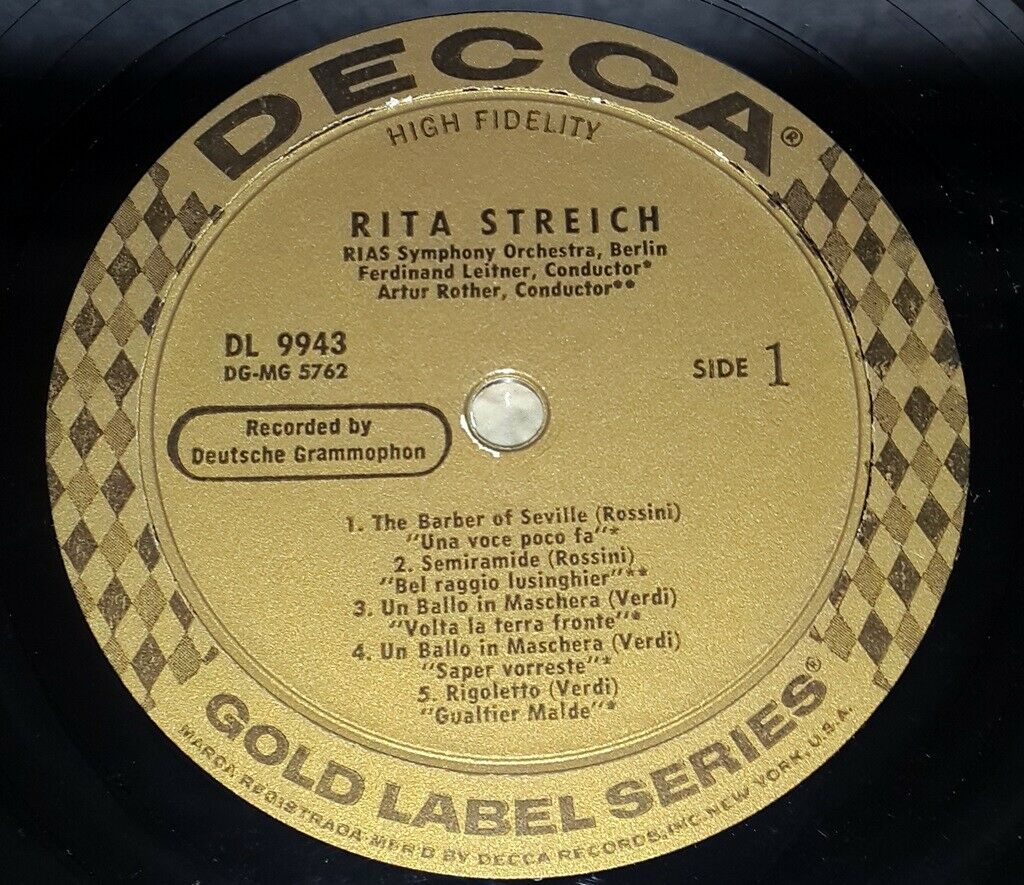 DECCA®
HIGH FIDELITY
RITA STREICH
RIAS Symphony Orchestra, Berlin
Ferdinand Leitner, Conductor*
Artur Rother, Conductor**
DL 9943
DG-MG 5762
SIDE 1
Recorded by
Deutsche Grammophon
1. The Barber of Seville (Rossini)
"Una voce poco fa"*
2. Semiramide (Rossini)
"Bel raggio lusinghier"**
3. Un Ballo in Maschera (Verdi)
"Volta la terra fronte"*
4. Un Ballo in Maschera (Verdi)
"Saper vorreste"*
5. Rigoletto (Verdi)
"Gualtier Malde"*
GOLD LABEL SERIES®
MARCA REGISTRADA·MFR'D BY DECCA RECORDS, INC., NEW YORK, U.S.A.